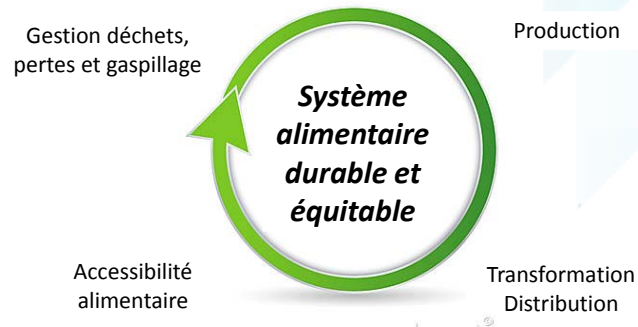 Gestion déchets,
pertes et gaspillage
Production
Système
alimentaire
durable et
équitable
Accessibilité
alimentaire
Transformation
Distribution